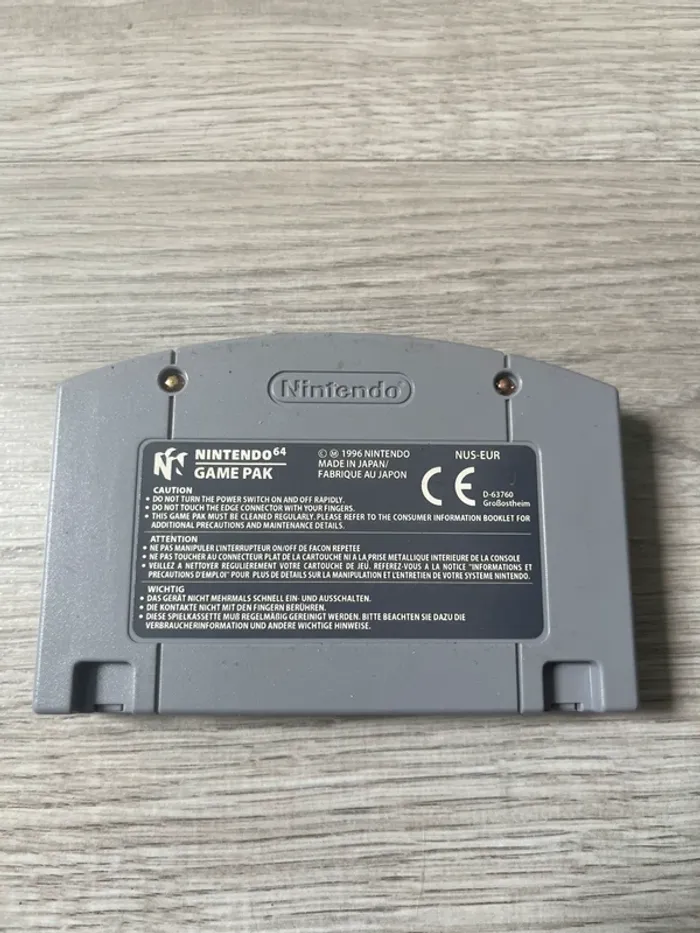 Nintendo
NINTENDO 64
GAME PAK
© Ⓜ 1996 NINTENDO
MADE IN JAPAN/
FABRIQUE AU JAPON
NUS-EUR
CE
D-63760
Großostheim
CAUTION
• DO NOT TURN THE POWER SWITCH ON AND OFF RAPIDLY.
• DO NOT TOUCH THE EDGE CONNECTOR WITH YOUR FINGERS.
• THIS GAME PAK MUST BE CLEANED REGULARLY. PLEASE REFER TO THE CONSUMER INFORMATION BOOKLET FOR
ADDITIONAL PRECAUTIONS AND MAINTENANCE DETAILS.
ATTENTION
• NE PAS MANIPULER L'INTERRUPTEUR ON/OFF DE FACON REPETEE
• NE PAS TOUCHER AU CONNECTEUR PLAT DE LA CARTOUCHE NI A LA PRISE METALLIQUE INTERIEURE DE LA CONSOLE
• VEILLEZ A NETTOYER REGULIEREMENT VOTRE CARTOUCHE DE JEU. REFEREZ-VOUS A LA NOTICE "INFORMATIONS ET
PRECAUTIONS D'EMPLOI" POUR PLUS DE DETAILS SUR LA MANIPULATION ET L'ENTRETIEN DE VOTRE SYSTEME NINTENDO.
WICHTIG
• DAS GERÄT NICHT MEHRMALS SCHNELL EIN- UND AUSSCHALTEN.
• DIE KONTAKTE NICHT MIT DEN FINGERN BERÜHREN.
• DIESE SPIELKASSETTE MUß REGELMÄßIG GEREINIGT WERDEN. BITTE BEACHTEN SIE DAZU DIE
VERBRAUCHERINFORMATION UND ANDERE WICHTIGE HINWEISE.